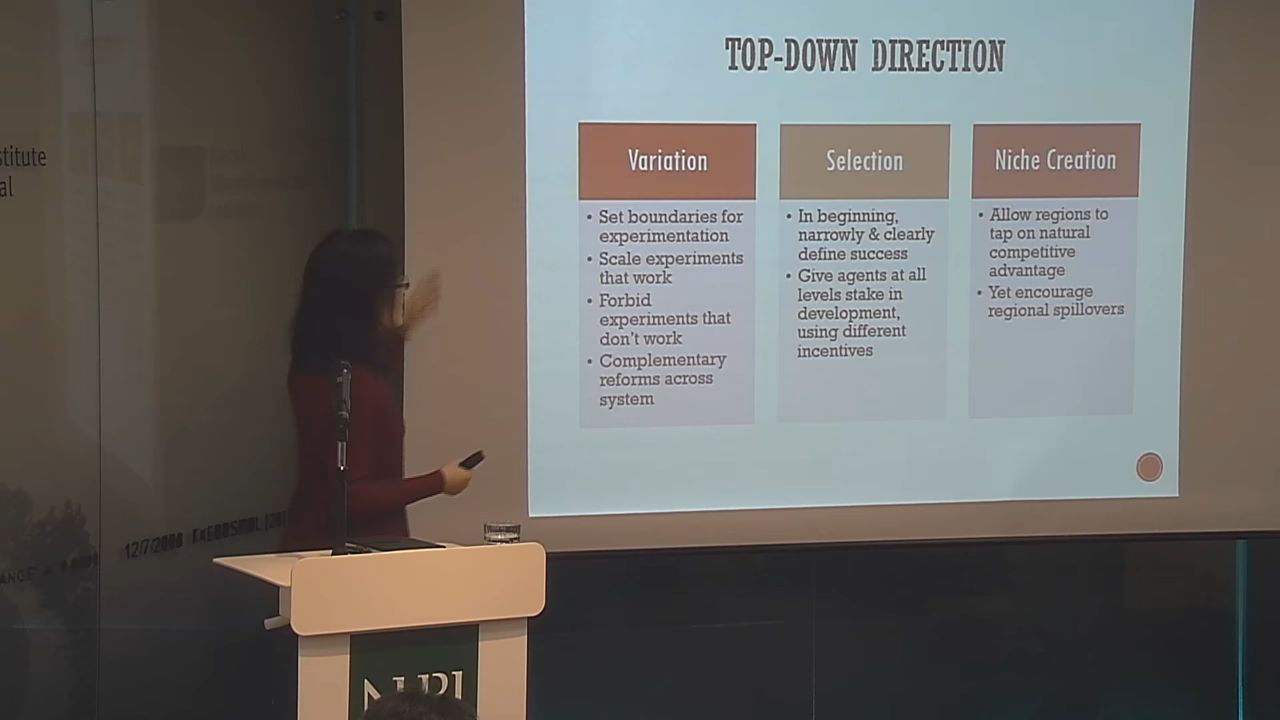 TOP-DOWN DIRECTION
Variation
• Set boundaries for
experimentation
• Scale experiments
that work
• Forbid
experiments that
don't work
• Complementary
reforms across
system
Selection
• In beginning,
narrowly & clearly
define success
• Give agents at all
levels stake in
development,
using different
incentives
Niche Creation
• Allow regions to
tap on natural
competitive
advantage
• Yet encourage
regional spillovers
stitute
al
12/7/2000